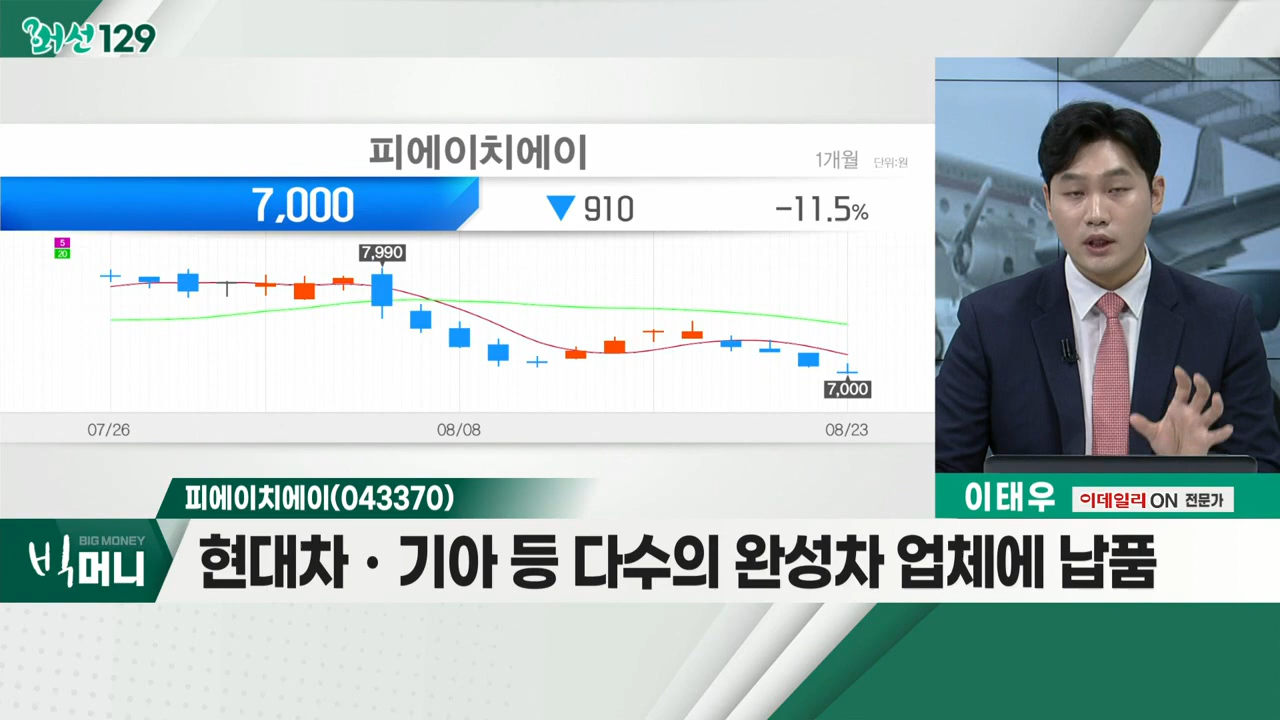 머선129
피에이치에이
1개월 단위:원
7,000 ▼910 -11.5%
5
20
7,990
7,000
07/26 08/08 08/23
피에이치에이(043370)
이태우 이데일리ON 전문가
BIG MONEY
빅머니
현대차·기아 등 다수의 완성차 업체에 납품